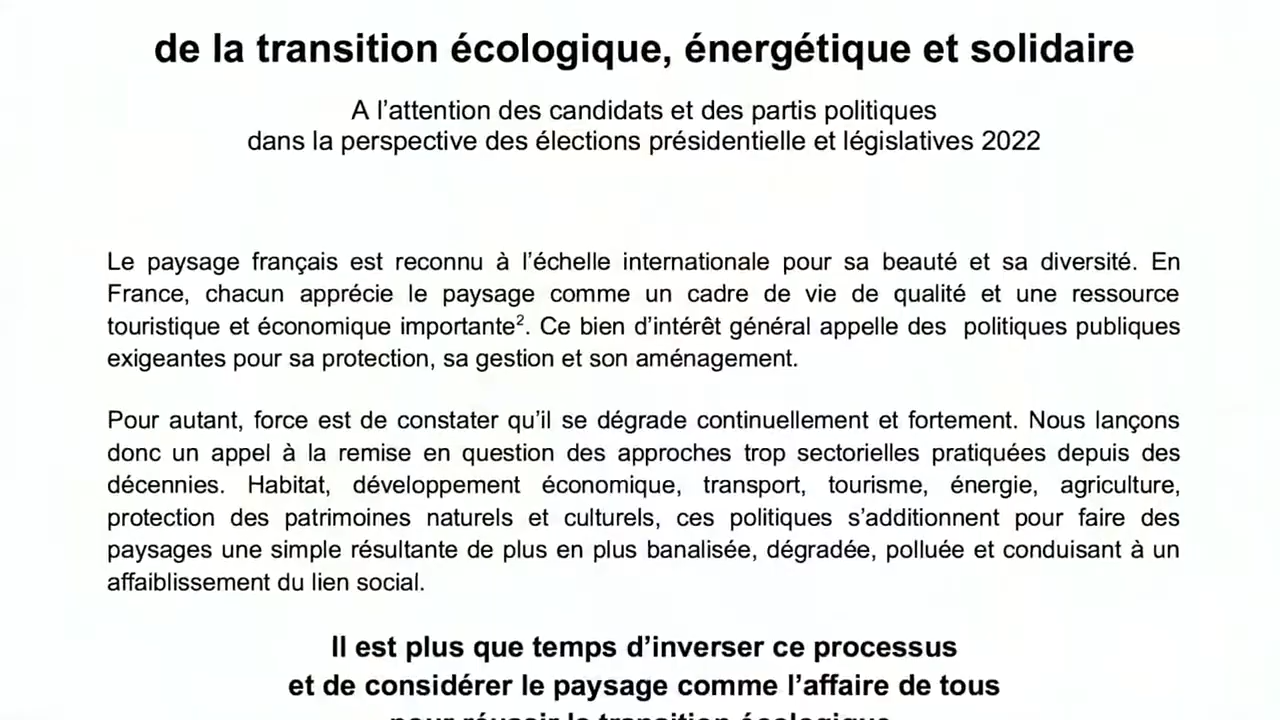 de la transition écologique, énergétique et solidaire
A l’attention des candidats et des partis politiques
dans la perspective des élections présidentielle et législatives 2022
Le paysage français est reconnu à l’échelle internationale pour sa beauté et sa diversité. En
France, chacun apprécie le paysage comme un cadre de vie de qualité et une ressource
touristique et économique importante². Ce bien d’intérêt général appelle des  politiques publiques
exigeantes pour sa protection, sa gestion et son aménagement.
Pour autant, force est de constater qu’il se dégrade continuellement et fortement. Nous lançons
donc un appel à la remise en question des approches trop sectorielles pratiquées depuis des
décennies. Habitat, développement économique, transport, tourisme, énergie, agriculture,
protection des patrimoines naturels et culturels, ces politiques s’additionnent pour faire des
paysages une simple résultante de plus en plus banalisée, dégradée, polluée et conduisant à un
affaiblissement du lien social.
Il est plus que temps d’inverser ce processus
et de considérer le paysage comme l’affaire de tous
pour réussir la transition écologique